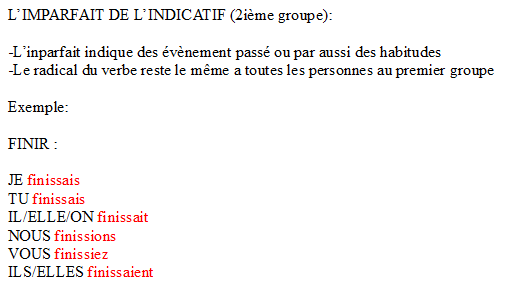 L'IMPARFAIT DE L'INDICATIF (2ième groupe):
-L'inparfait indique des évènement passé ou par aussi des habitudes
-Le radical du verbe reste le même a toutes les personnes au premier groupe
Exemple:
FINIR :
JE finissais
TU finissais
IL/ELLE/ON finissait
NOUS finissions
VOUS finissiez
ILS/ELLES finissaient